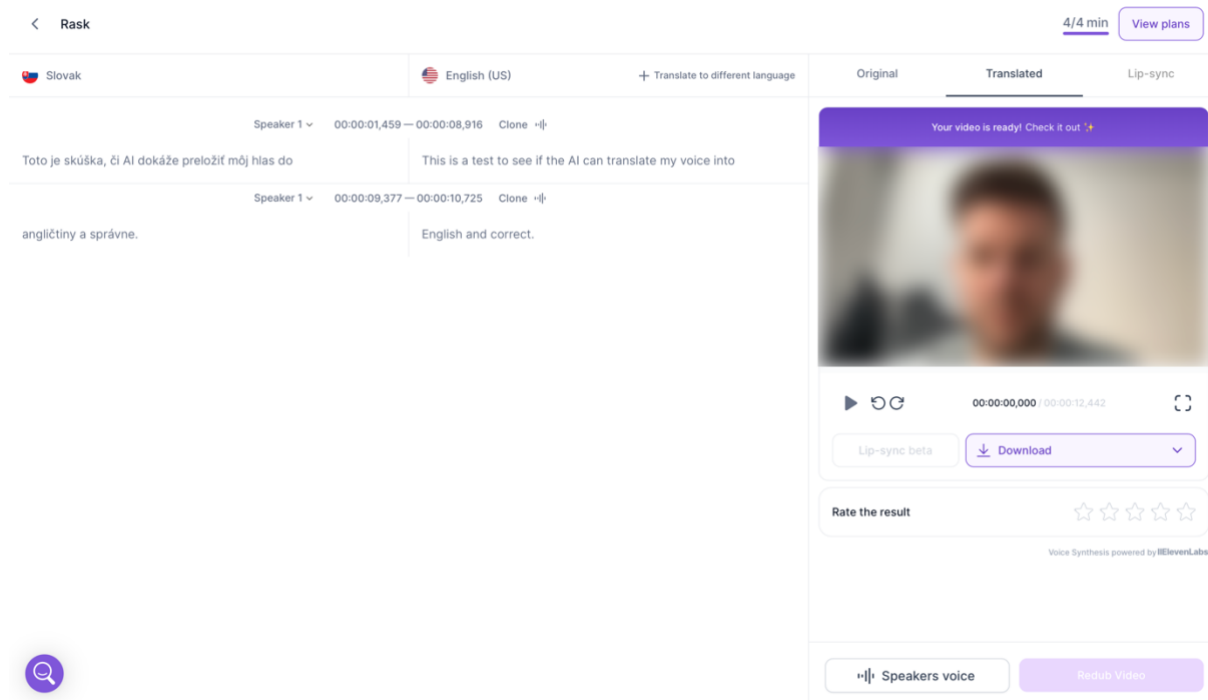 Rask
4/4 min
View plans
Slovak
English (US)
+ Translate to different language
Speaker 1
00:00:01,459 — 00:00:08,916
Clone
Toto je skúška, či AI dokáže preložiť môj hlas do
This is a test to see if the AI can translate my voice into
Speaker 1
00:00:09,377 — 00:00:10,725
Clone
angličtiny a správne.
English and correct.
Original
Translated
Lip-sync
Your video is ready! Check it out ✨
00:00:00,000 / 00:00:12,442
Lip-sync beta
Download
Rate the result
Voice Synthesis powered by IIElevenLabs
Speakers voice
Redub Video